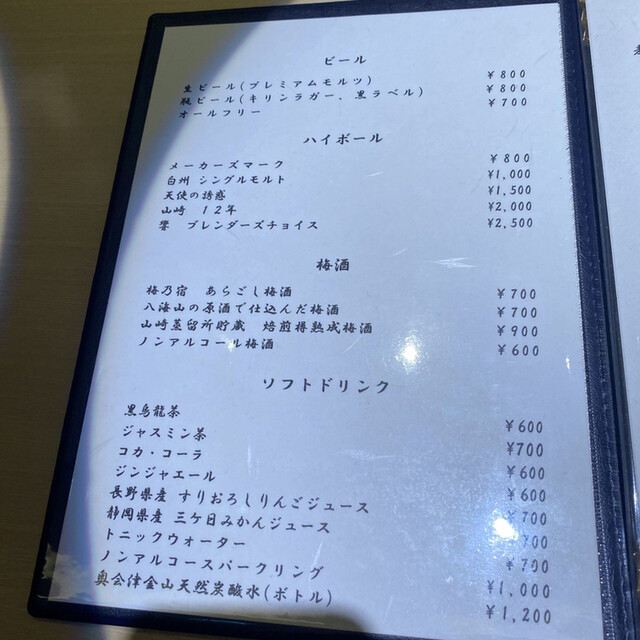 ビール
生ビール(プレミアムモルツ) ￥800
瓶ビール(キリンラガー、黒ラベル) ￥800
オールフリー ￥700
ハイボール
メーカーズマーク ￥800
白州 シングルモルト ￥1,000
天使の誘惑 ￥1,500
山崎 12年 ￥2,000
響 ブレンダーズチョイス ￥2,500
梅酒
梅乃宿 あらごし梅酒 ￥700
八海山の原酒で仕込んだ梅酒 ￥700
山崎蒸留所貯蔵 焙煎樽熟成梅酒 ￥900
ノンアルコール梅酒 ￥600
ソフトドリンク
黒烏龍茶 ￥600
ジャスミン茶 ￥700
コカ・コーラ ￥600
ジンジャエール ￥600
長野県産 すりおろしりんごジュース ￥700
静岡県産 三ケ日みかんジュース 700
トニックウォーター ￥700
ノンアルコースパークリング ￥1,000
奥会津金山天然炭酸水(ボトル) ￥1,200